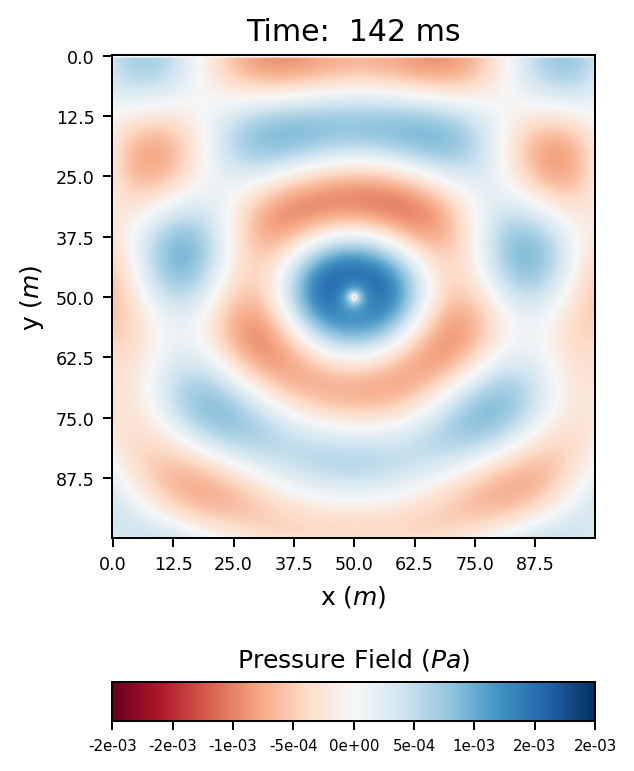 Time:  142 ms
0.0
12.5
25.0
37.5
50.0
62.5
75.0
87.5
y (m)
0.0 12.5 25.0 37.5 50.0 62.5 75.0 87.5
x (m)
Pressure Field (Pa)
-2e-03 -2e-03 -1e-03 -5e-04 0e+00 5e-04 1e-03 2e-03 2e-03